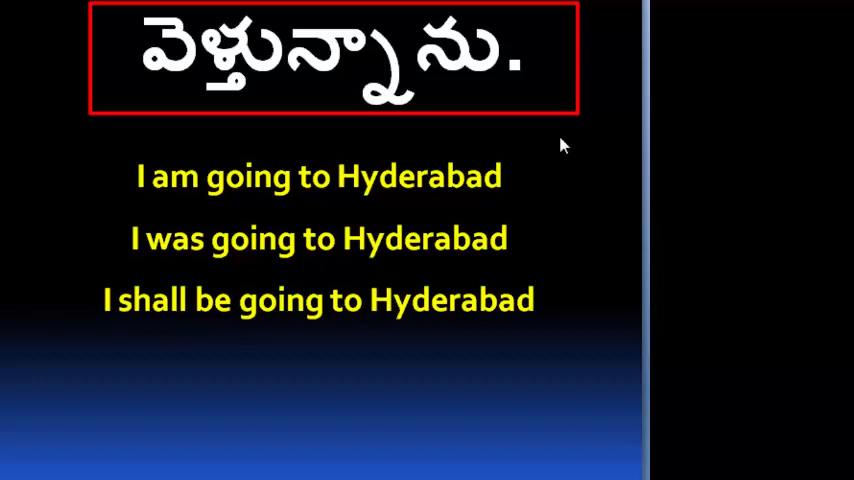 వెళ్తున్నాను.
I am going to Hyderabad
I was going to Hyderabad
I shall be going to Hyderabad